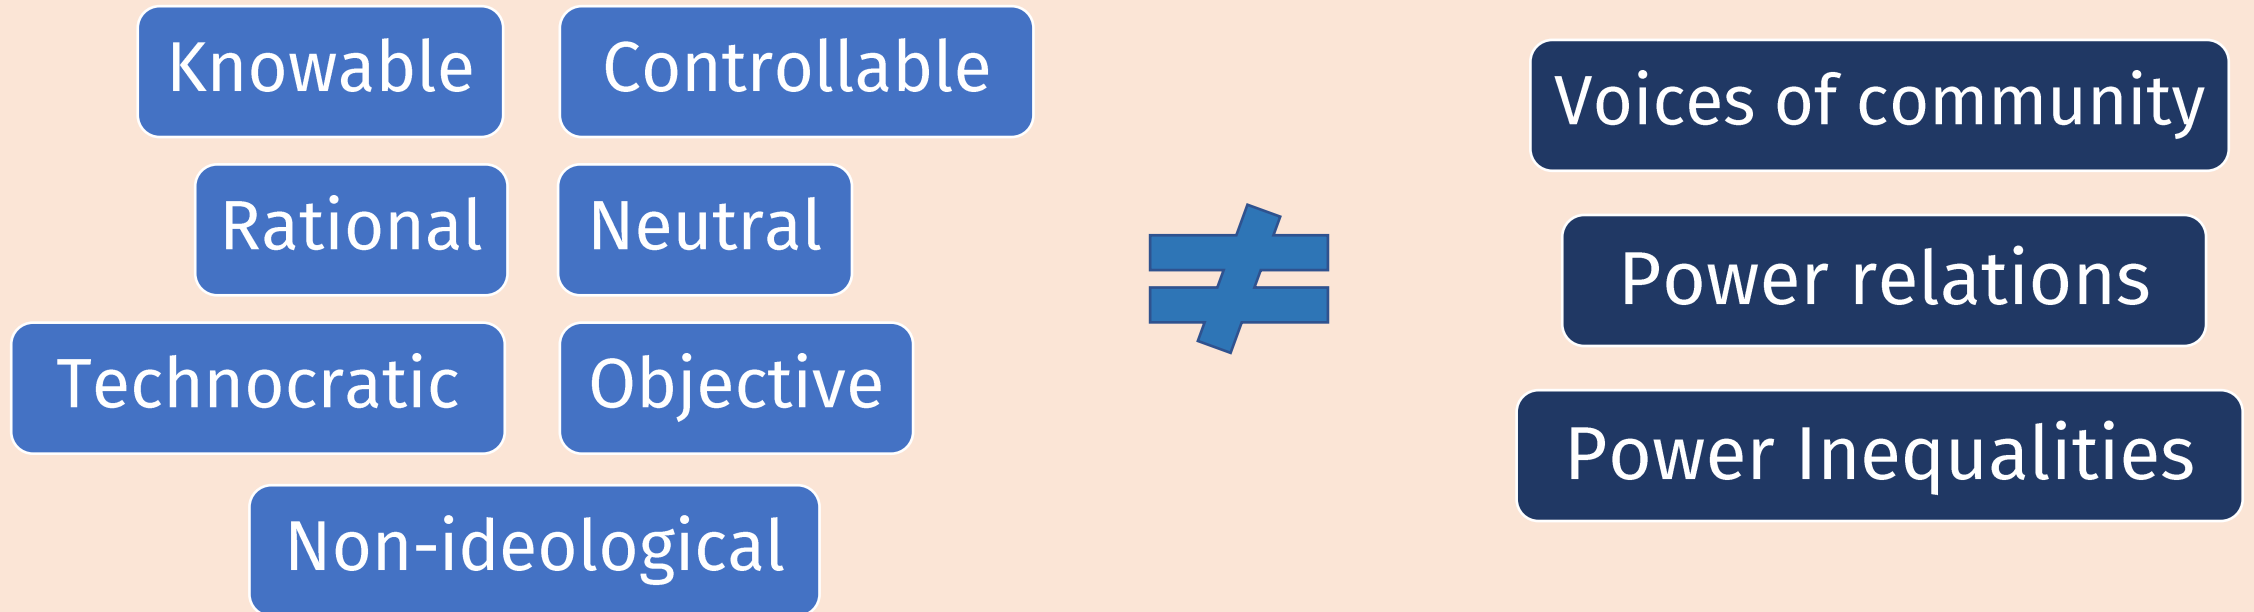 Knowable
Controllable
Rational
Neutral
Technocratic
Objective
Non-ideological
≠
Voices of community
Power relations
Power Inequalities